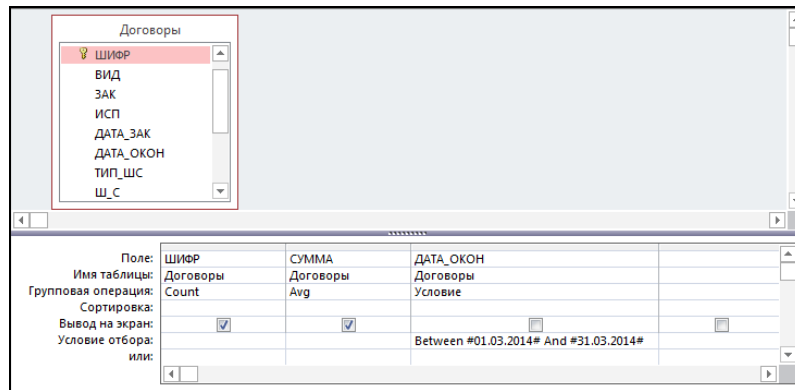 Договоры
ШИФР
ВИД
ЗАК
ИСП
ДАТА_ЗАК
ДАТА_ОКОН
ТИП_ШС
Ш_С
Поле: ШИФР СУММА ДАТА_ОКОН
Имя таблицы: Договоры Договоры Договоры
Групповая операция: Count Avg Условие
Сортировка:
Вывод на экран:
Условие отбора: Between #01.03.2014# And #31.03.2014#
или: